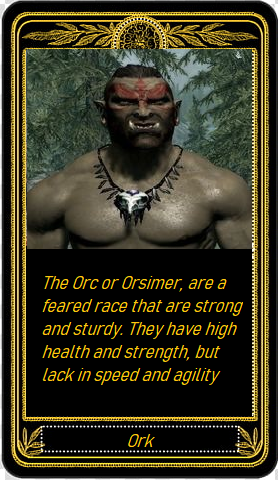 The Orc or Orsimer, are a
feared race that are strong
and sturdy. They have high
health and strength, but
lack in speed and agility
Ork